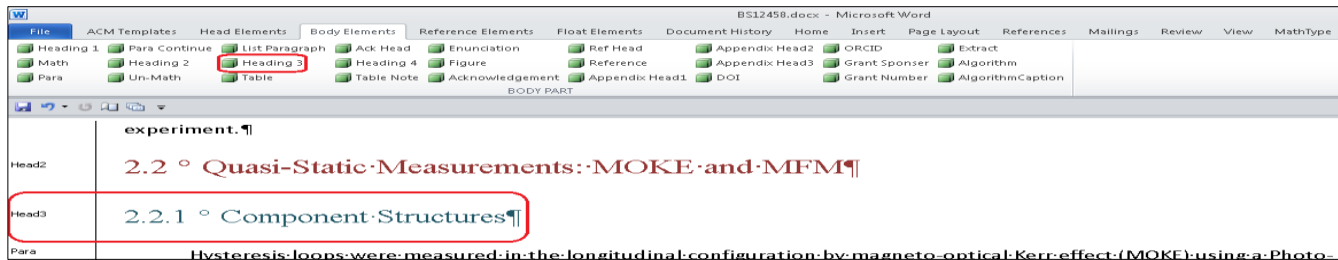 W BS12458.docx - Microsoft Word
File ACM Templates Head Elements Body Elements Reference Elements Float Elements Document History Home Insert Page Layout References Mailings Review View MathType
Heading 1 Para Continue List Paragraph Ack Head Enunciation Ref Head Appendix Head2 ORCID Extract
Math Heading 2 Heading 3 Heading 4 Figure Reference Appendix Head3 Grant Sponser Algorithm
Para Un-Math Table Table Note Acknowledgement Appendix Head1 DOI Grant Number AlgorithmCaption
BODY PART
experiment.¶
Head2 2.2 ° Quasi-Static·Measurements:·MOKE·and·MFM¶
Head3 2.2.1 ° Component·Structures¶
Para Hysteresis·loops·were·measured·in·the·longitudinal·configuration·by·magneto-optical·Kerr·effect·(MOKE)·using·a·Photo-